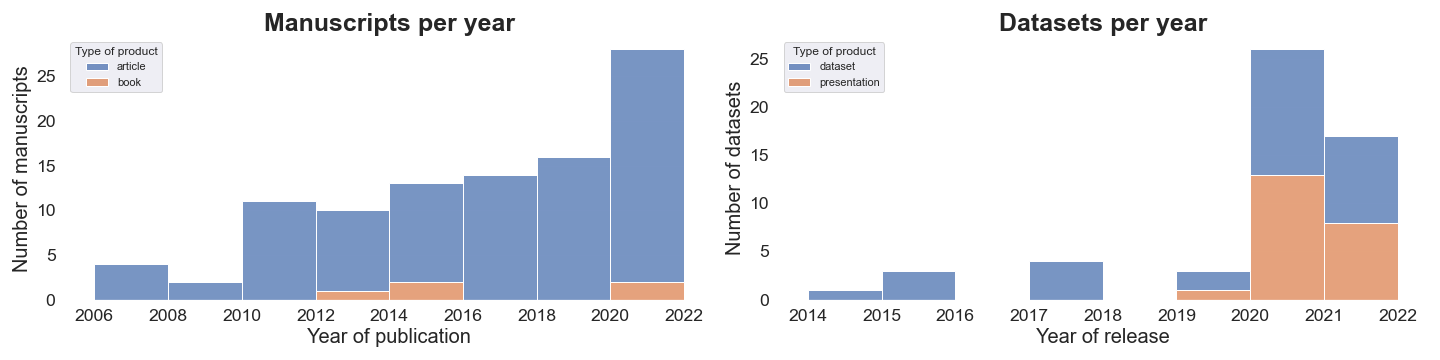 Manuscripts per year
Type of product
article
book
Number of manuscripts
25
20
15
10
5
0
2006 2008 2010 2012 2014 2016 2018 2020 2022
Year of publication
Datasets per year
Type of product
dataset
presentation
Number of datasets
25
20
15
10
5
0
2014 2015 2016 2017 2018 2019 2020 2021 2022
Year of release